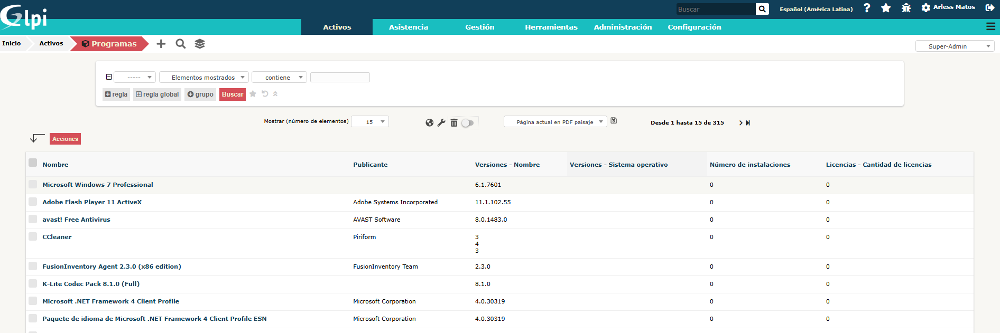 Glpi
Buscar
Español (América Latina)
?
Arless Matos
Activos
Asistencia
Gestión
Herramientas
Administración
Configuración
Inicio
Activos
Programas
Super-Admin
-----
Elementos mostrados
contiene
regla
regla global
grupo
Buscar
Mostrar (número de elementos)
15
Página actual en PDF paisaje
Desde 1 hasta 15 de 315
Acciones
Nombre Publicante Versiones - Nombre Versiones - Sistema operativo Número de instalaciones Licencias - Cantidad de licencias
Microsoft Windows 7 Professional 6.1.7601 0 0
Adobe Flash Player 11 ActiveX Adobe Systems Incorporated 11.1.102.55 0 0
avast! Free Antivirus AVAST Software 8.0.1483.0 0 0
CCleaner Piriform 3 0 0
4
3
FusionInventory Agent 2.3.0 (x86 edition) FusionInventory Team 2.3.0 0 0
K-Lite Codec Pack 8.1.0 (Full) 8.1.0 0 0
Microsoft .NET Framework 4 Client Profile Microsoft Corporation 4.0.30319 0 0
Paquete de idioma de Microsoft .NET Framework 4 Client Profile ESN Microsoft Corporation 4.0.30319 0 0